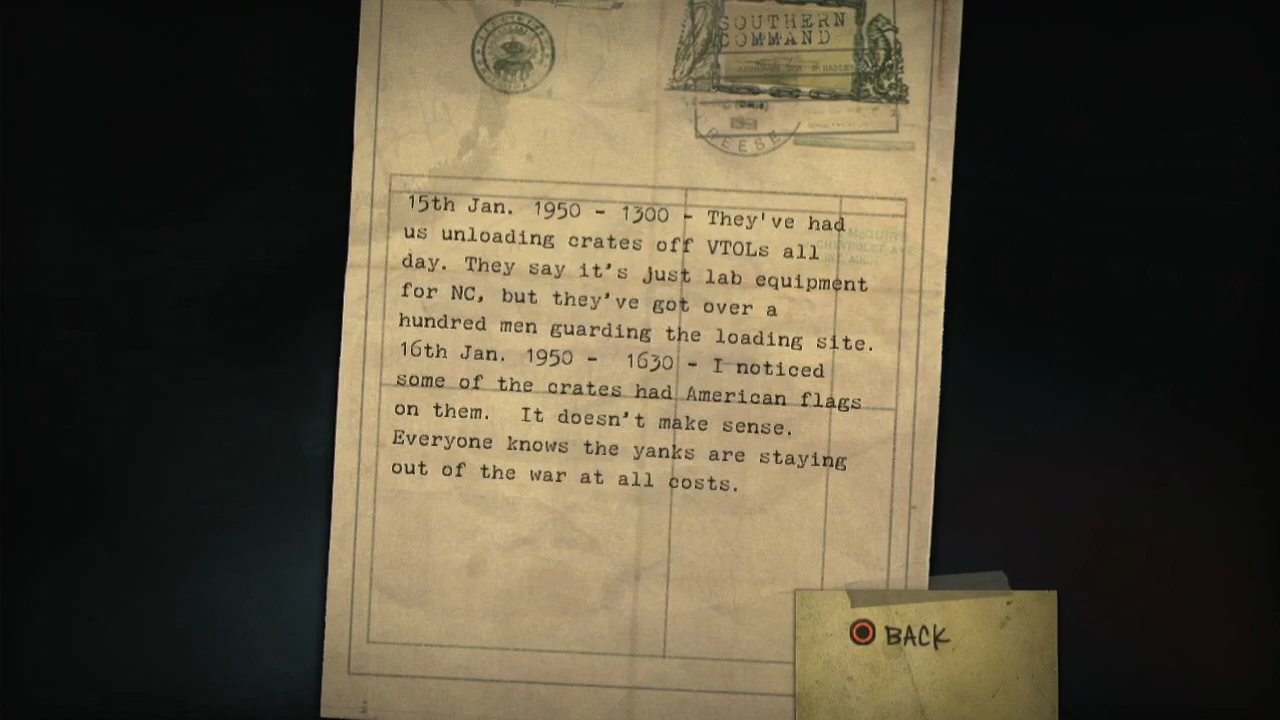 SOUTHERN
COMMAND
REESE
15th Jan. 1950 - 1300 - They've had
us unloading crates off VTOLs all
day. They say it's just lab equipment
for NC, but they've got over a
hundred men guarding the loading site.
16th Jan. 1950 -  1630 - I noticed
some of the crates had American flags
on them.  It doesn't make sense.
Everyone knows the yanks are staying
out of the war at all costs.
BACK